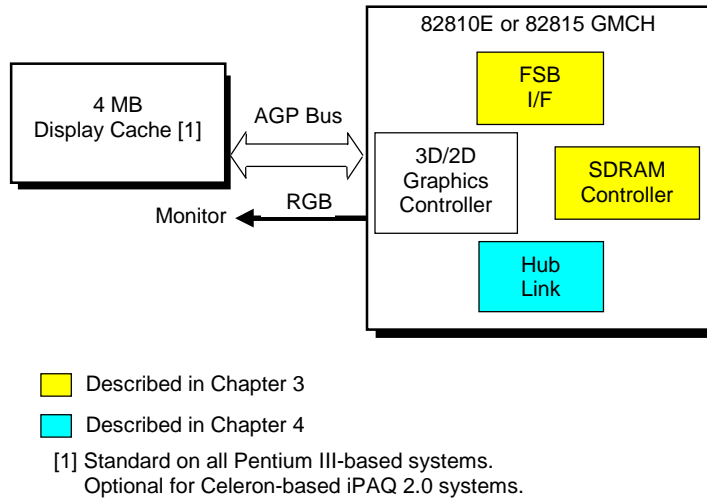 82810E or 82815 GMCH
4 MB
Display Cache [1]
AGP Bus
FSB
I/F
3D/2D
Graphics
Controller
SDRAM
Controller
Monitor
RGB
Hub
Link
Described in Chapter 3
Described in Chapter 4
[1] Standard on all Pentium III-based systems.
Optional for Celeron-based iPAQ 2.0 systems.